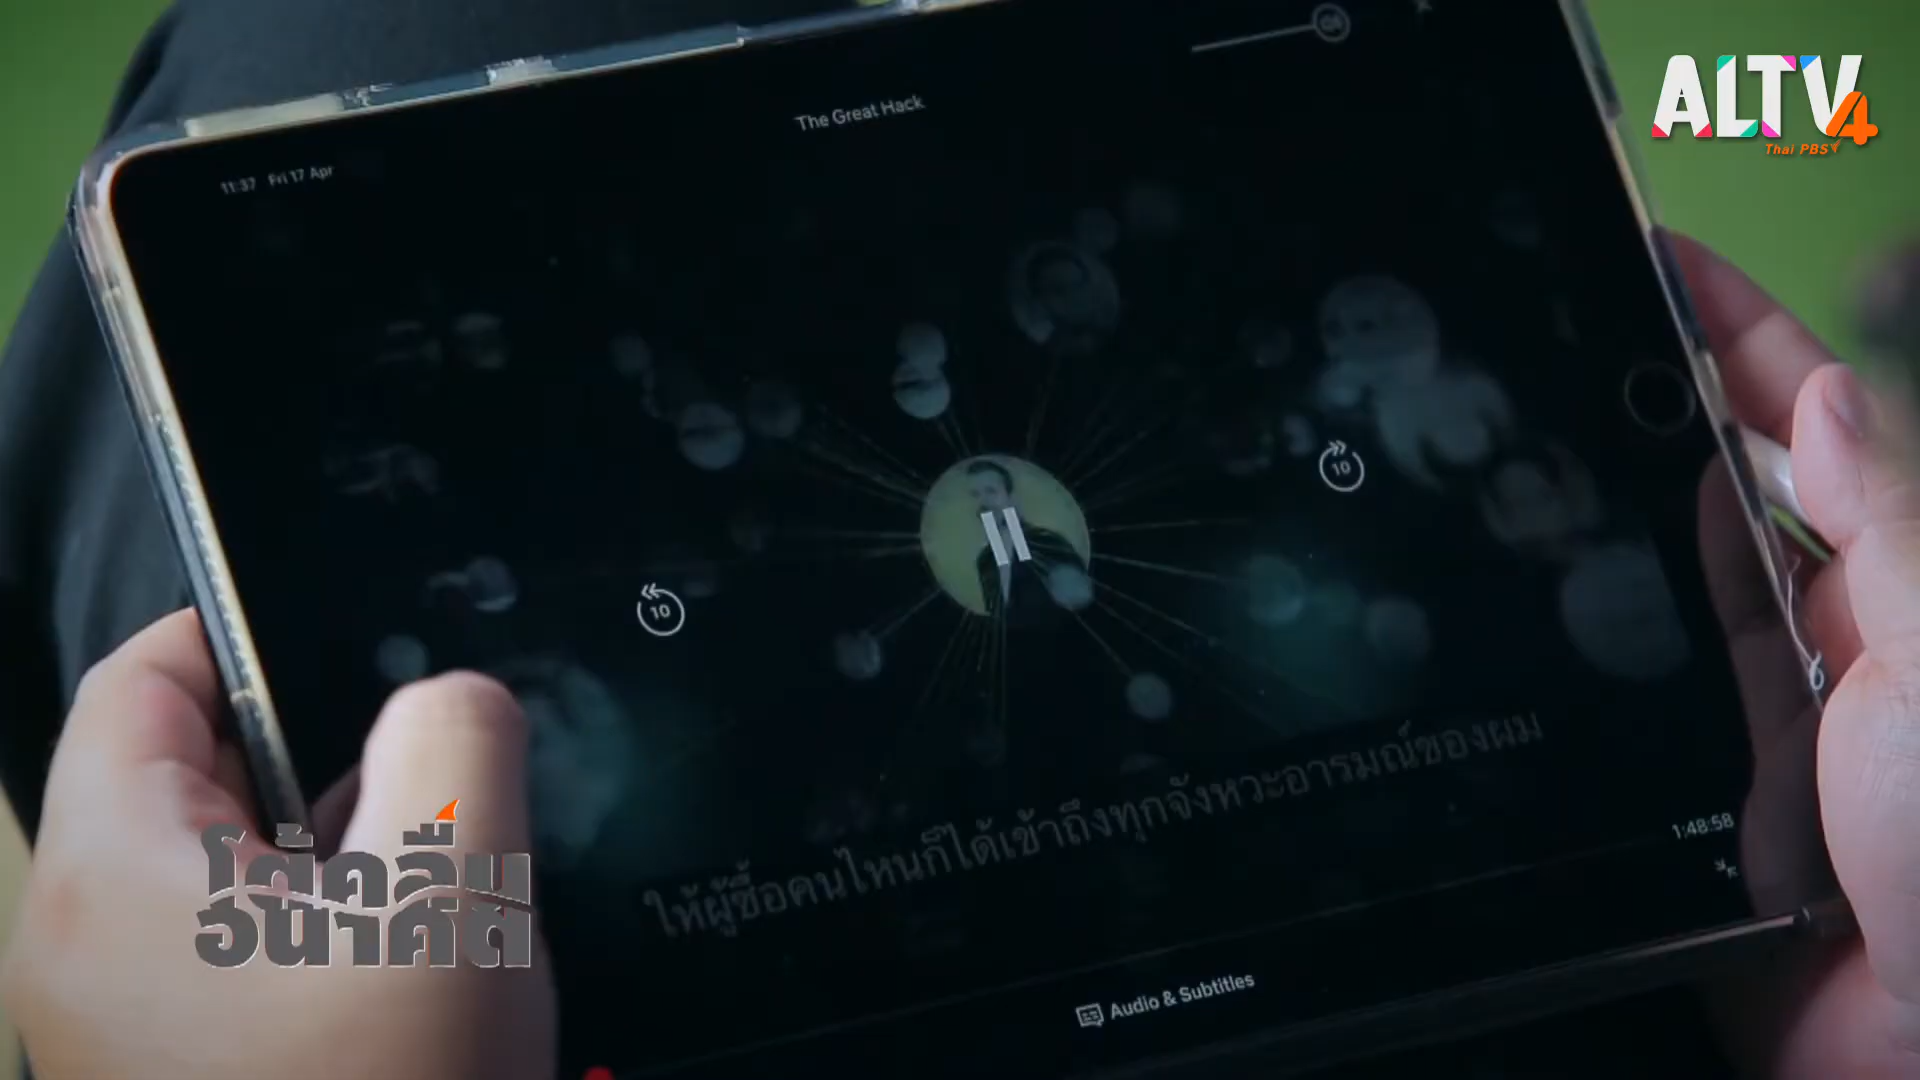 ALTV4
Thai PBS
The Great Hack
11:37 Fri 17 Apr
10
10
ให้ผู้ซื้อคนไหนก็ได้เข้าถึงทุกจังหวะอารมณ์ของผม
1:48:58
Audio & Subtitles
โต้คลื่น
อนาคต